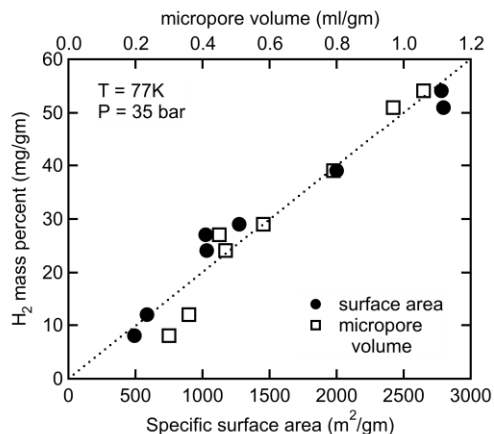 micropore volume (ml/gm)
0.0 0.2 0.4 0.6 0.8 1.0 1.2
60
50
40
30
20
10
0
H₂ mass percent (mg/gm)
T = 77K
P = 35 bar
surface area
micropore
volume
0 500 1000 1500 2000 2500 3000
Specific surface area (m²/gm)